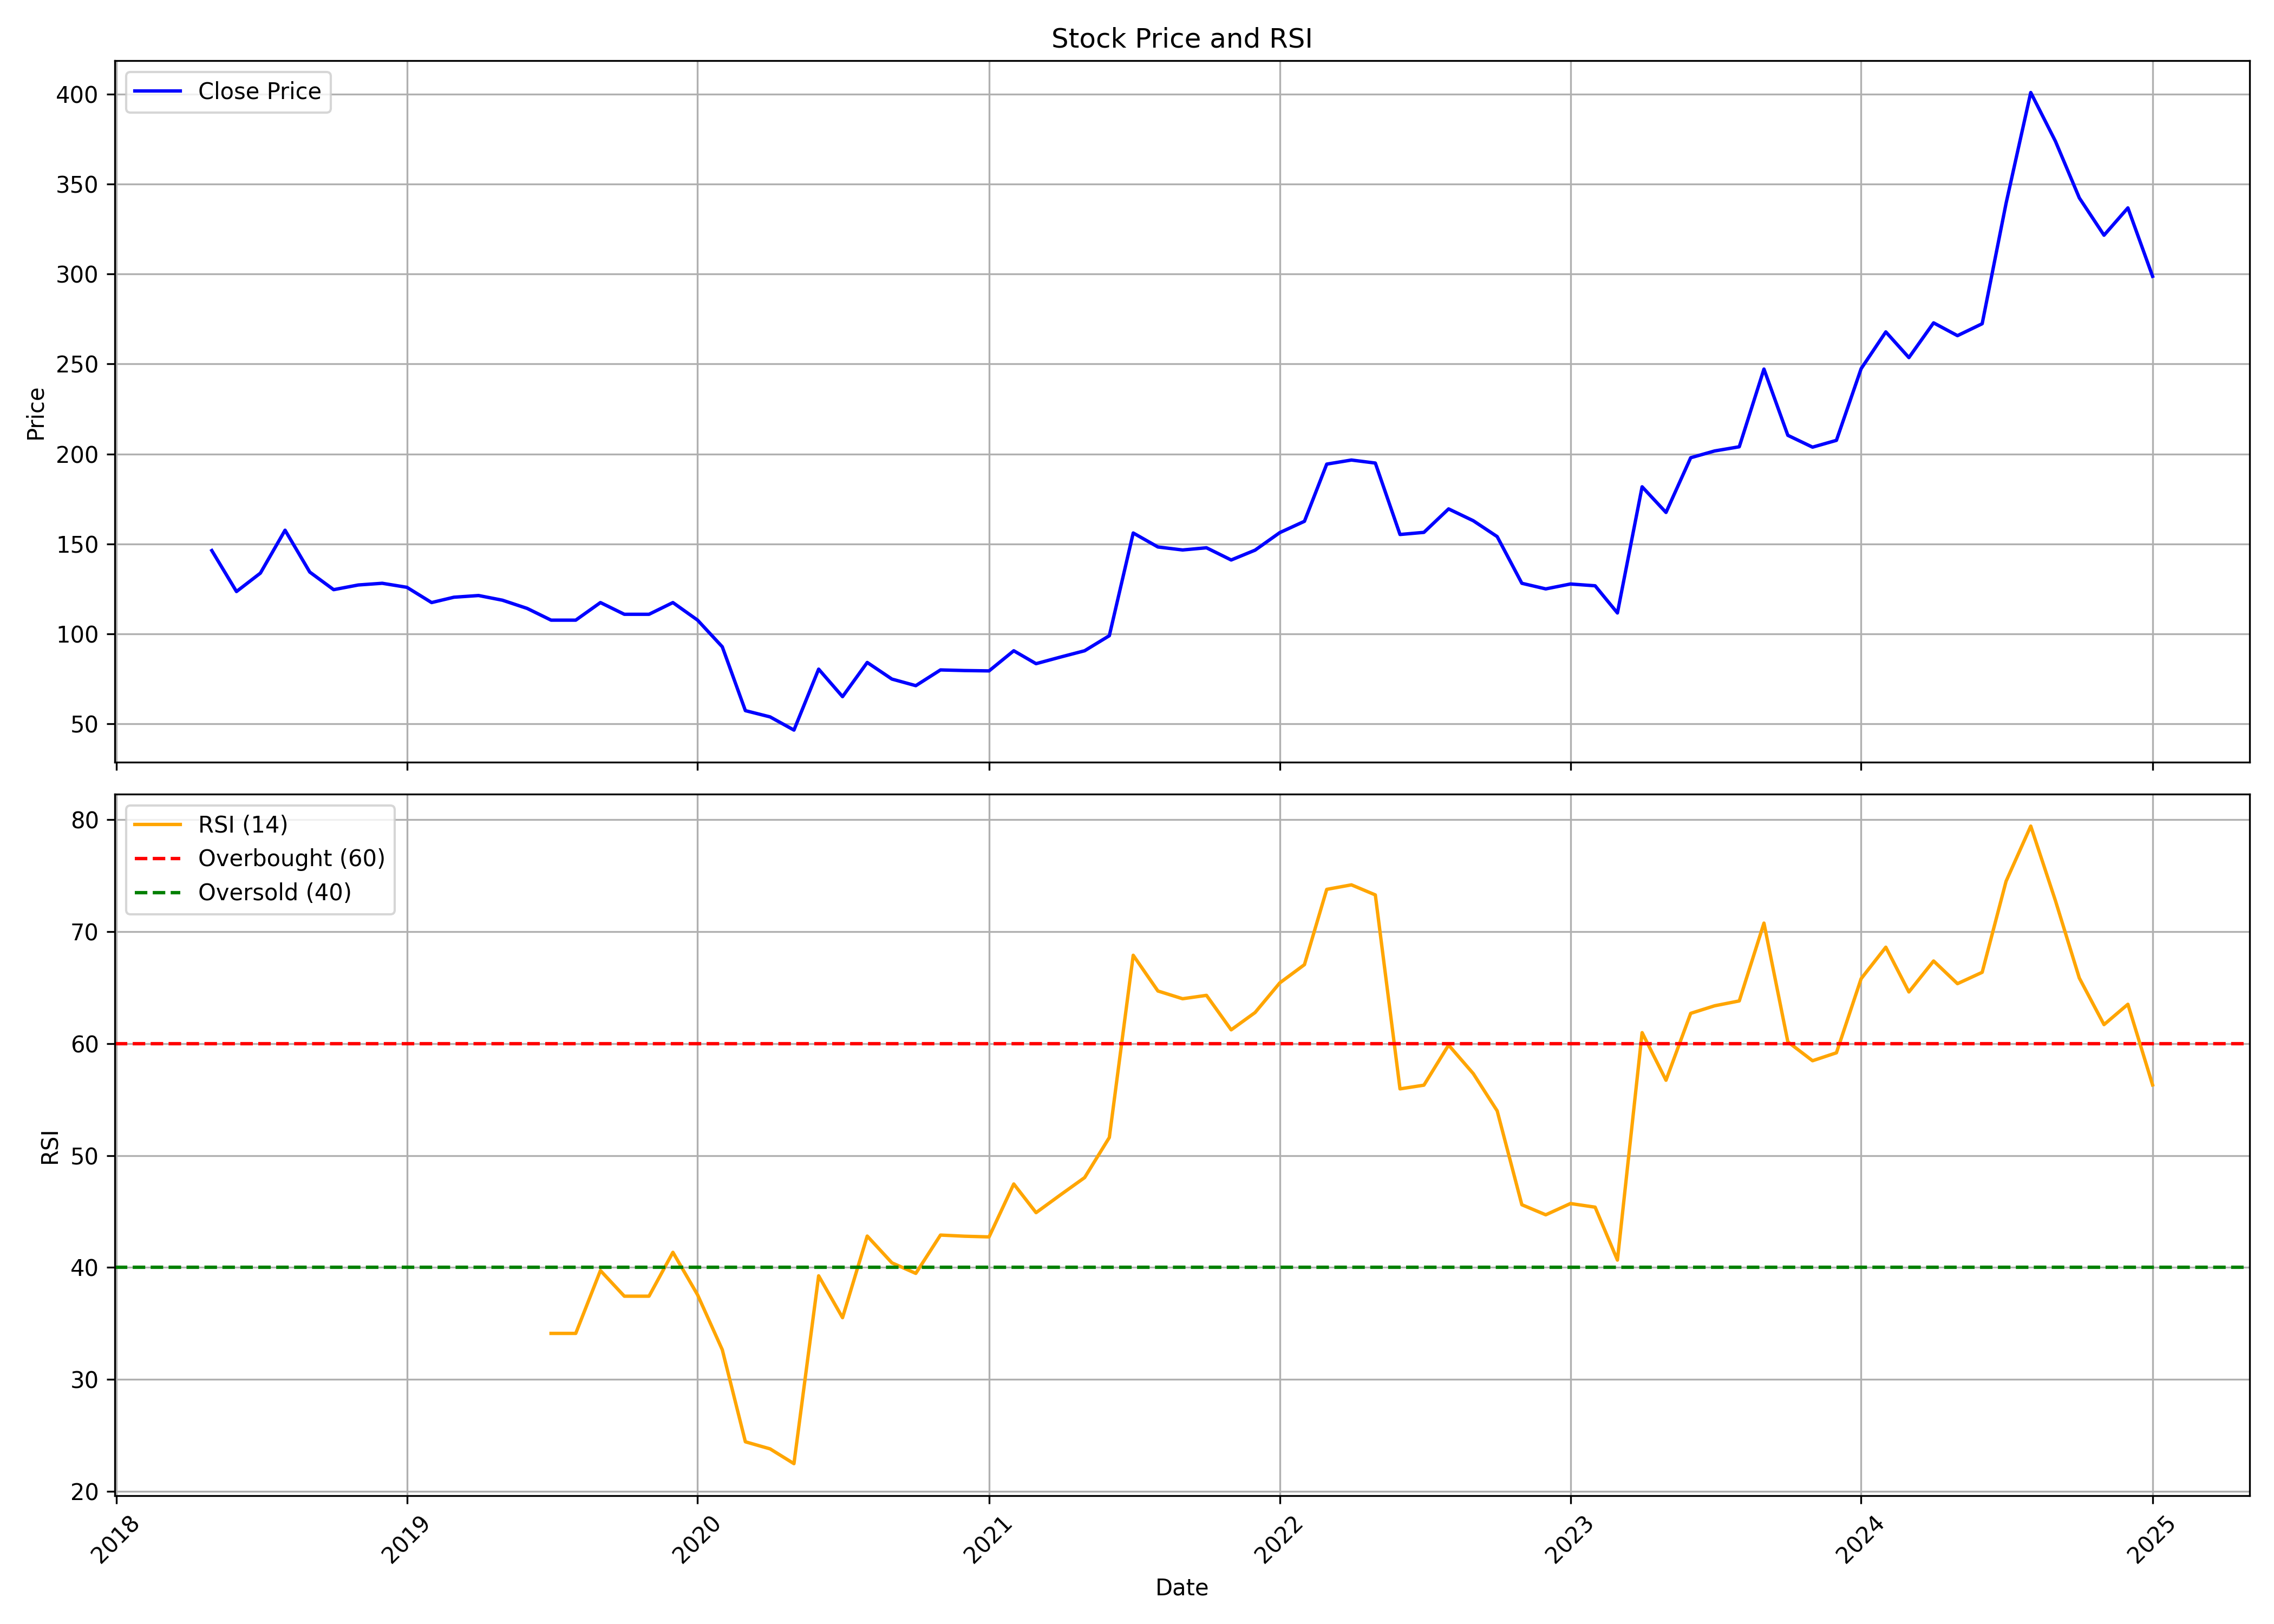 Stock Price and RSI
Close Price
400
350
300
250
200
150
100
50
Price
RSI (14)
Overbought (60)
Oversold (40)
80
70
60
50
40
30
20
RSI
2018
2019
2020
2021
2022
2023
2024
2025
Date